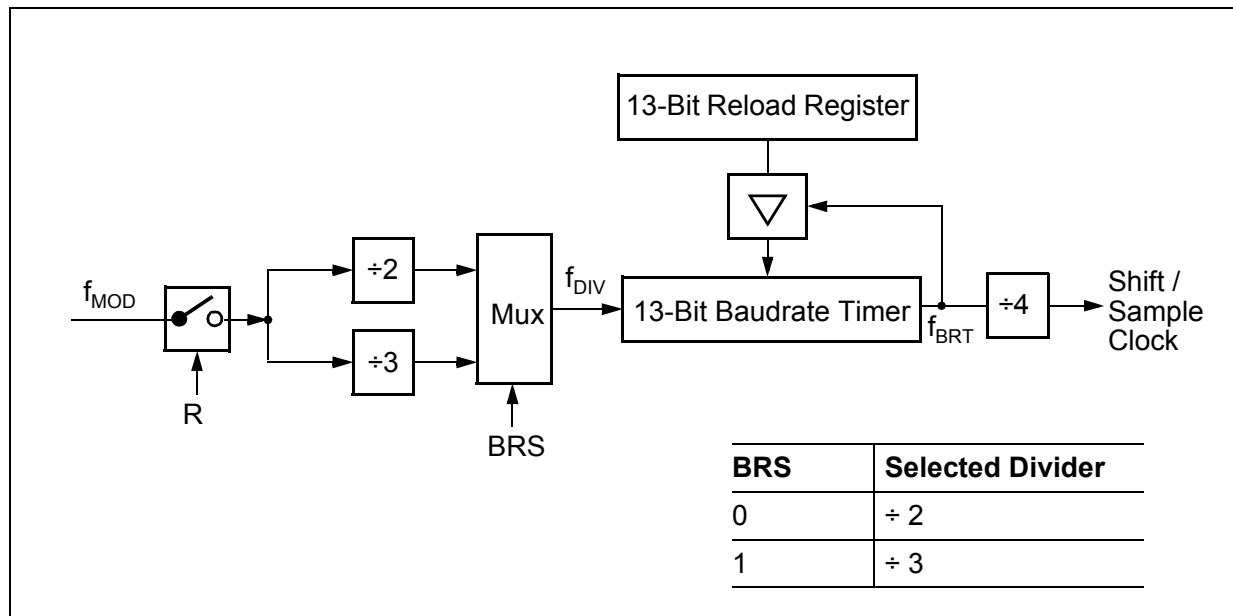 13-Bit Reload Register
f_MOD
R
÷2
÷3
Mux
BRS
f_DIV
13-Bit Baudrate Timer
f_BRT
÷4
Shift /
Sample
Clock
BRS Selected Divider
0 ÷ 2
1 ÷ 3